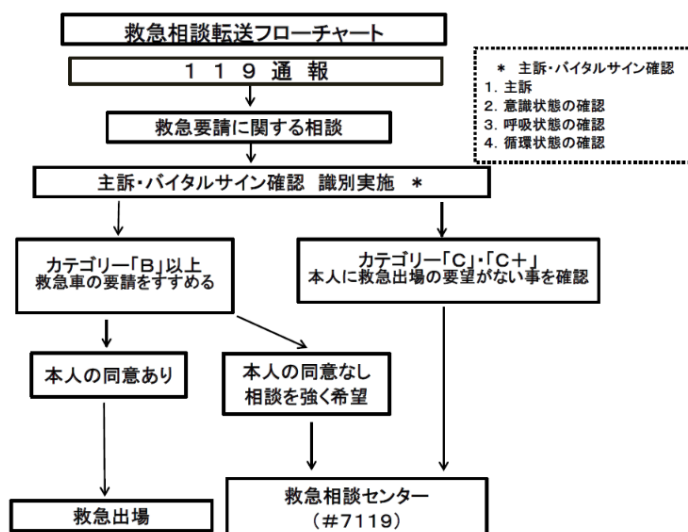 救急相談転送フローチャート
119通報
＊ 主訴・バイタルサイン確認
1. 主訴
2. 意識状態の確認
3. 呼吸状態の確認
4. 循環状態の確認
救急要請に関する相談
主訴・バイタルサイン確認 識別実施 ＊
カテゴリー「B」以上
救急車の要請をすすめる
カテゴリー「C」・「C＋」
本人に救急出場の要望がない事を確認
本人の同意あり
本人の同意なし
相談を強く希望
救急出場
救急相談センター
（＃7119）